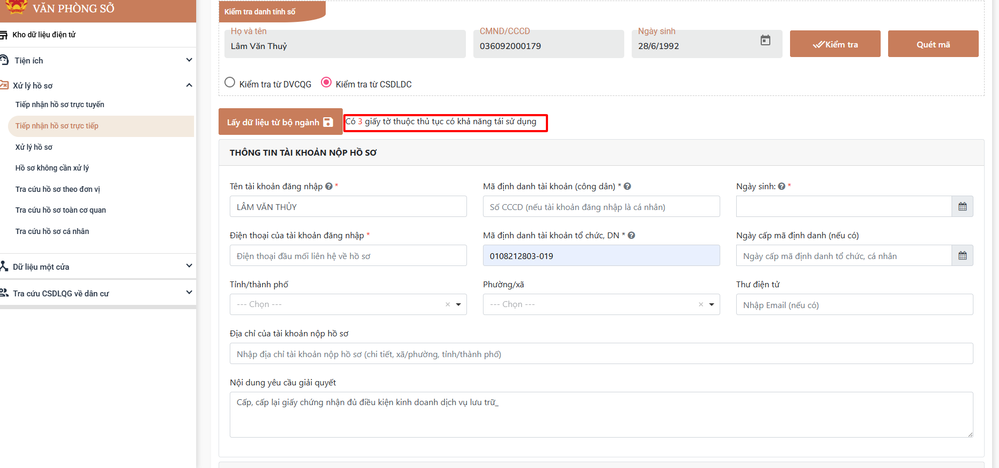 VĂN PHÒNG SỞ
Kho dữ liệu điện tử
Tiện ích
Xử lý hồ sơ
Tiếp nhận hồ sơ trực tuyến
Tiếp nhận hồ sơ trực tiếp
Xử lý hồ sơ
Hồ sơ không cần xử lý
Tra cứu hồ sơ theo đơn vị
Tra cứu hồ sơ toàn cơ quan
Tra cứu hồ sơ cá nhân
Dữ liệu một cửa
Tra cứu CSDLQG về dân cư
Kiểm tra danh tính số
Họ và tên
Lâm Văn Thuỷ
CMND/CCCD
036092000179
Ngày sinh
28/6/1992
Kiểm tra
Quét mã
Kiểm tra từ DVCQG
Kiểm tra từ CSDLDC
Lấy dữ liệu từ bộ ngành
Có 3 giấy tờ thuộc thủ tục có khả năng tái sử dụng
THÔNG TIN TÀI KHOẢN NỘP HỒ SƠ
Tên tài khoản đăng nhập *
LÂM VĂN THỦY
Mã định danh tài khoản (công dân) *
Số CCCD (nếu tài khoản đăng nhập là cá nhân)
Ngày sinh: *
Điện thoại của tài khoản đăng nhập *
Điện thoại đầu mối liên hệ về hồ sơ
Mã định danh tài khoản tổ chức, DN *
0108212803-019
Ngày cấp mã định danh (nếu có)
Ngày cấp mã định danh tổ chức, cá nhân
Tỉnh/thành phố
--- Chọn ---
Phường/xã
--- Chọn ---
Thư điện tử
Nhập Email (nếu có)
Địa chỉ của tài khoản nộp hồ sơ
Nhập địa chỉ tài khoản nộp hồ sơ (chi tiết, xã/phường, tỉnh/thành phố)
Nội dung yêu cầu giải quyết
Cấp, cấp lại giấy chứng nhận đủ điều kiện kinh doanh dịch vụ lưu trữ_